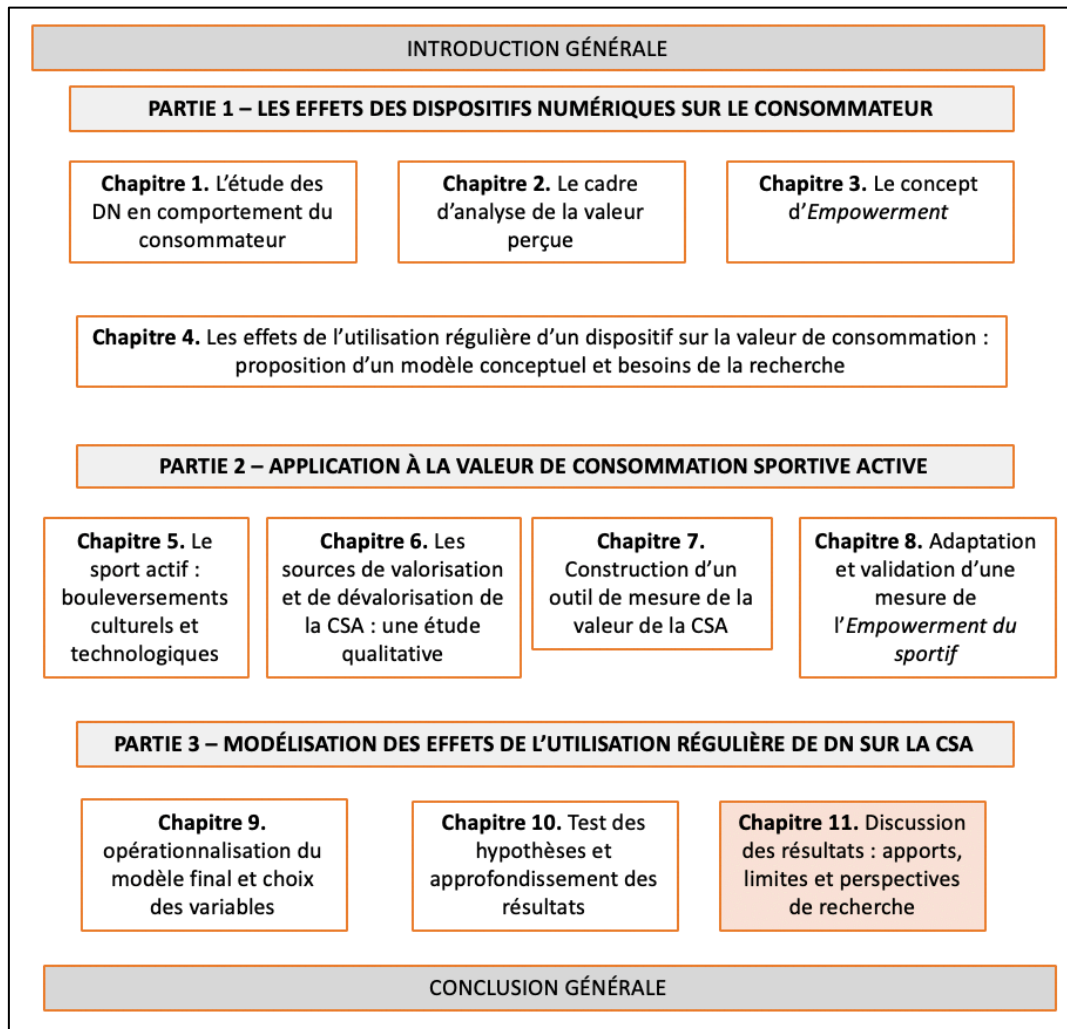 INTRODUCTION GÉNÉRALE
PARTIE 1 – LES EFFETS DES DISPOSITIFS NUMÉRIQUES SUR LE CONSOMMATEUR
Chapitre 1. L’étude des
DN en comportement du
consommateur
Chapitre 2. Le cadre
d’analyse de la valeur
perçue
Chapitre 3. Le concept
d’Empowerment
Chapitre 4. Les effets de l’utilisation régulière d’un dispositif sur la valeur de consommation :
proposition d’un modèle conceptuel et besoins de la recherche
PARTIE 2 – APPLICATION À LA VALEUR DE CONSOMMATION SPORTIVE ACTIVE
Chapitre 5. Le
sport actif :
bouleversements
culturels et
technologiques
Chapitre 6. Les
sources de valorisation
et de dévalorisation de
la CSA : une étude
qualitative
Chapitre 7.
Construction d’un
outil de mesure de la
valeur de la CSA
Chapitre 8. Adaptation
et validation d’une
mesure de
l’Empowerment du
sportif
PARTIE 3 – MODÉLISATION DES EFFETS DE L’UTILISATION RÉGULIÈRE DE DN SUR LA CSA
Chapitre 9.
opérationnalisation du
modèle final et choix
des variables
Chapitre 10. Test des
hypothèses et
approfondissement des
résultats
Chapitre 11. Discussion
des résultats : apports,
limites et perspectives
de recherche
CONCLUSION GÉNÉRALE